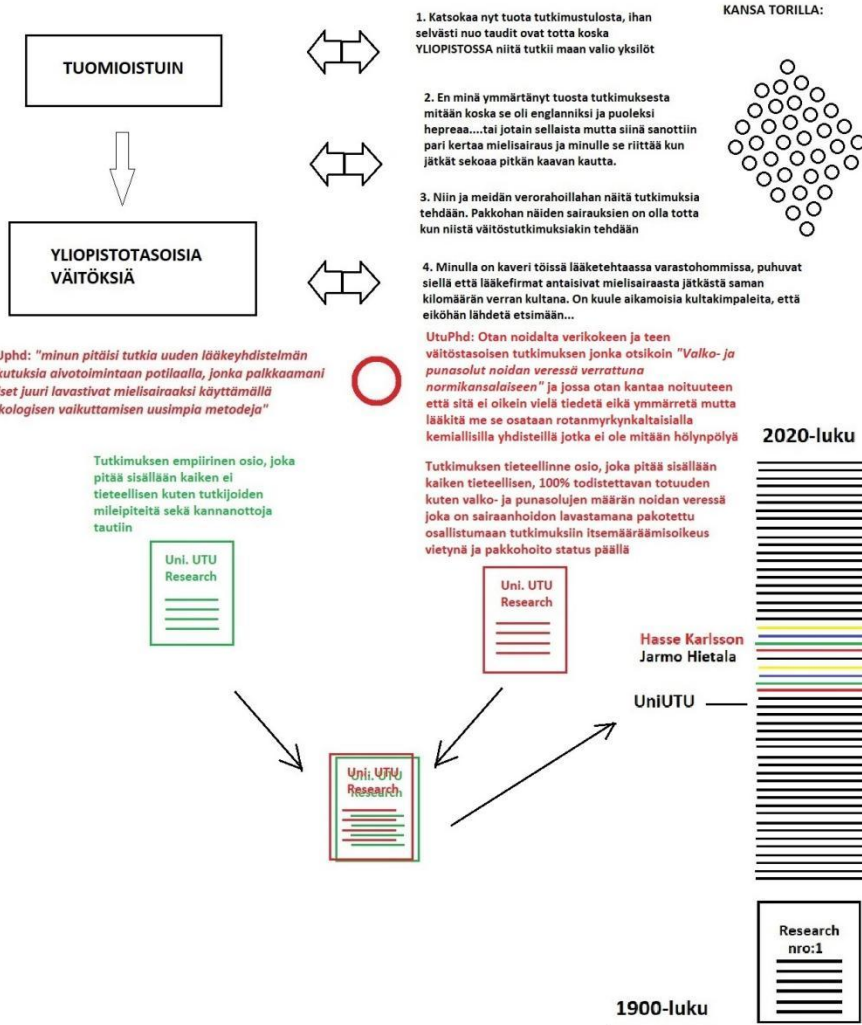 KANSA TORILLA:
1. Katsokaa nyt tuota tutkimustulosta, ihan
selvästi nuo taudit ovat totta koska
YLIOPISTOSSA niitä tutkii maan valio yksilöt
TUOMIOISTUIN
2. En minä ymmärtänyt tuosta tutkimuksesta
mitään koska se oli englanniksi ja puoleksi
hepreaa....tai jotain sellaista mutta siinä sanottiin
pari kertaa mielisairaus ja minulle se riittää kun
jätkät sekoaa pitkän kaavan kautta.
3. Niin ja meidän verorahoillahan näitä tutkimuksia
tehdään. Pakkohan näiden sairauksien on olla totta
kun niistä väitöstutkimuksiakin tehdään
YLIOPISTOTASOISIA
VÄITÖKSIÄ
4. Minulla on kaveri töissä lääketehtaassa varastohommissa, puhuvat
siellä että lääkefirmat antaisivat mielisairaasta jätkästä saman
kilomäärän verran kultana. On kuule aikamoisia kultakimpaleita, että
eiköhän lähdetä etsimään...
Jphd: "minun pitäisi tutkia uuden lääkeyhdistelmän
kutuksia aivotoimintaan potilaalla, jonka palkkaamani
iset juuri lavastivat mielisairaaksi käyttämällä
kologisen vaikuttamisen uusimpia metodeja"
UtuPhd: Otan noidalta verikokeen ja teen
väitöstasoisen tutkimuksen jonka otsikoin "Valko- ja
punasolut noidan veressä verrattuna
normikansalaiseen" ja jossa otan kantaa noituuteen
että sitä ei oikein vielä tiedetä eikä ymmärretä mutta
lääkitä me se osataan rotanmyrkynkaltaisialla
kemiallisilla yhdisteillä jotka ei ole mitään hölynpölyä
2020-luku
Tutkimuksen empiirinen osio, joka
pitää sisällään kaiken ei
tieteellisen kuten tutkijoiden
mileipiteitä sekä kannanottoja
tautiin
Tutkimuksen tieteellinne osio, joka pitää sisällään
kaiken tieteellisen, 100% todistettavan totuuden
kuten valko- ja punasolujen määrän noidan veressä
joka on sairaanhoidon lavastamana pakotettu
osallistumaan tutkimuksiin itsemääräämisoikeus
vietynä ja pakkohoito status päällä
Uni. UTU
Research
Uni. UTU
Research
Hasse Karlsson
Jarmo Hietala
UniUTU
Uni. UTU
Research
Uni. UTU
Research
Research
nro:1
1900-luku